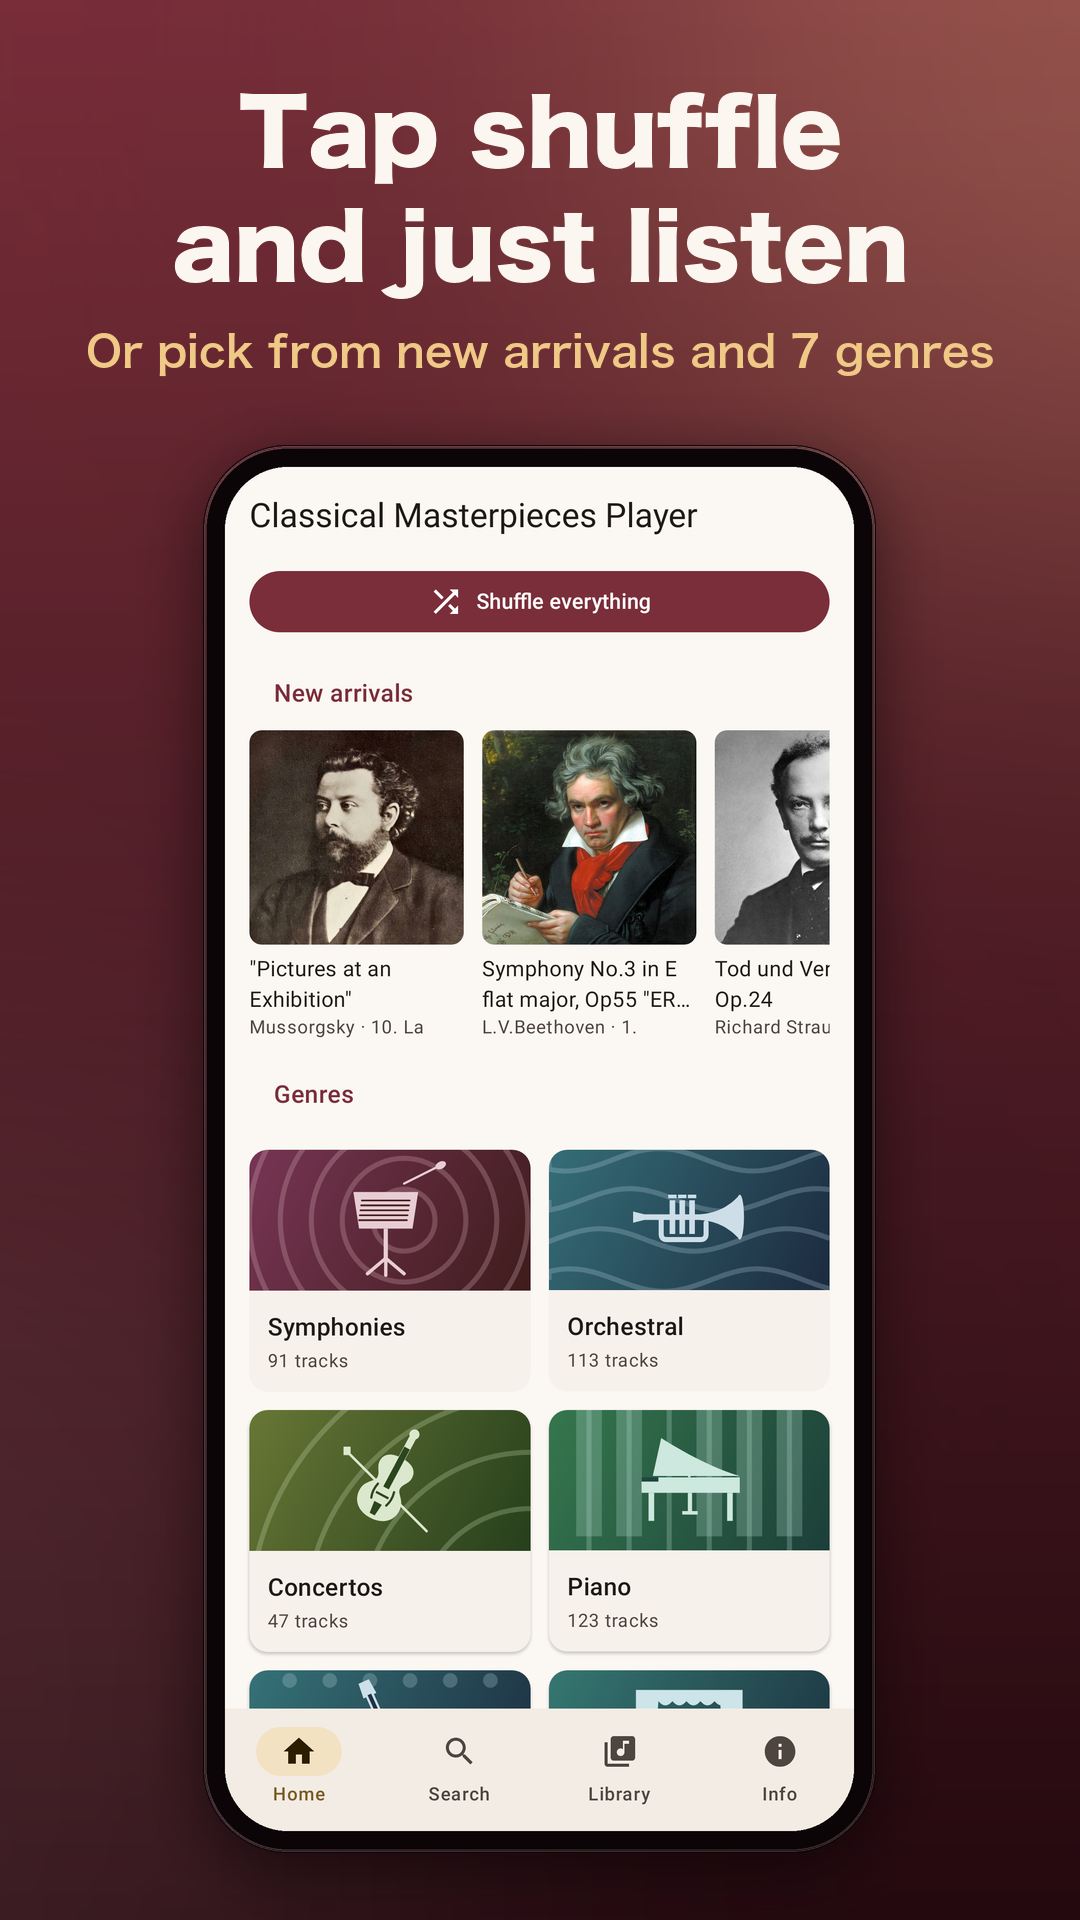 Tap shuffle
and just listen
Or pick from new arrivals and 7 genres
Classical Masterpieces Player
Shuffle everything
New arrivals
"Pictures at an
Exhibition"
Mussorgsky · 10. La
Symphony No.3 in E
flat major, Op55 "ER...
L.V.Beethoven · 1.
Tod und Ver
Op.24
Richard Strau
Genres
Symphonies
91 tracks
Orchestral
113 tracks
Concertos
47 tracks
Piano
123 tracks
Home
Search
Library
Info